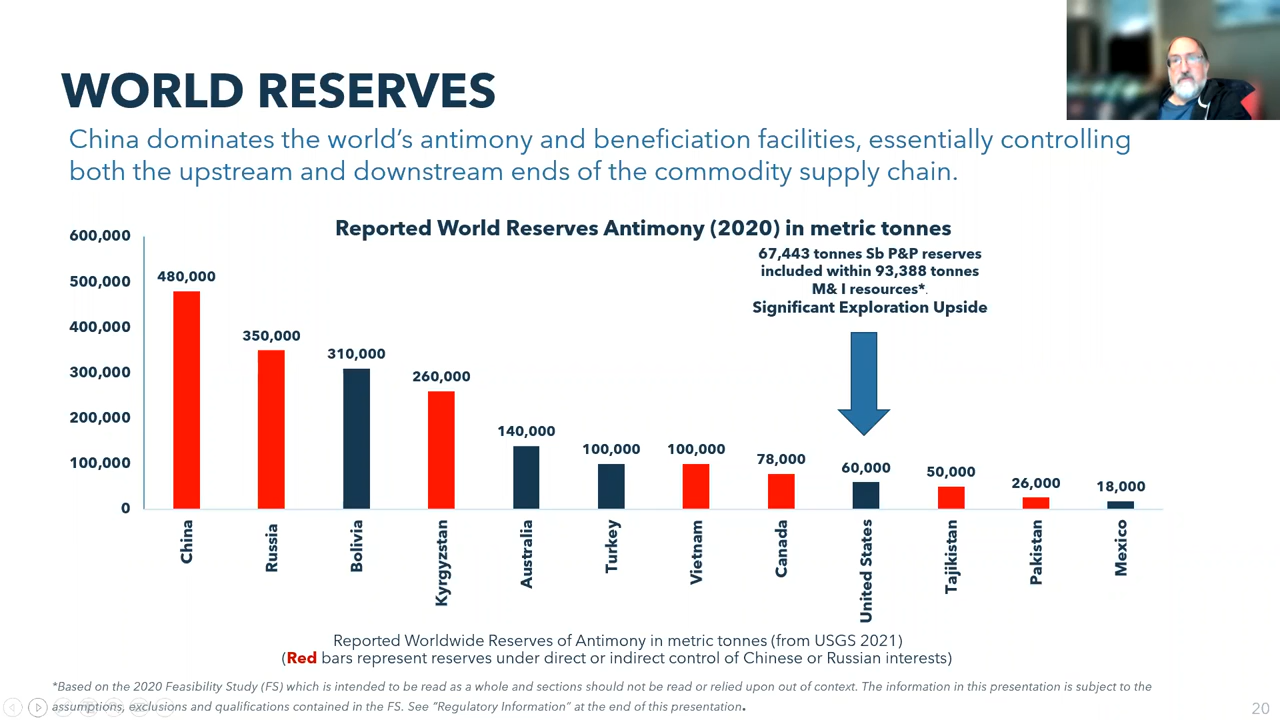 WORLD RESERVES
China dominates the world's antimony and beneficiation facilities, essentially controlling
both the upstream and downstream ends of the commodity supply chain.
Reported World Reserves Antimony (2020) in metric tonnes
67,443 tonnes Sb P&P reserves
included within 93,388 tonnes
M& I resources*.
Significant Exploration Upside
600,000
500,000
400,000
300,000
200,000
100,000
0
480,000
350,000
310,000
260,000
140,000
100,000
100,000
78,000
60,000
50,000
26,000
18,000
China
Russia
Bolivia
Kyrgyzstan
Australia
Turkey
Vietnam
Canada
United States
Tajikistan
Pakistan
Mexico
Reported Worldwide Reserves of Antimony in metric tonnes (from USGS 2021)
(Red bars represent reserves under direct or indirect control of Chinese or Russian interests)
*Based on the 2020 Feasibility Study (FS) which is intended to be read as a whole and sections should not be read or relied upon out of context. The information in this presentation is subject to the
assumptions, exclusions and qualifications contained in the FS. See "Regulatory Information" at the end of this presentation.
20